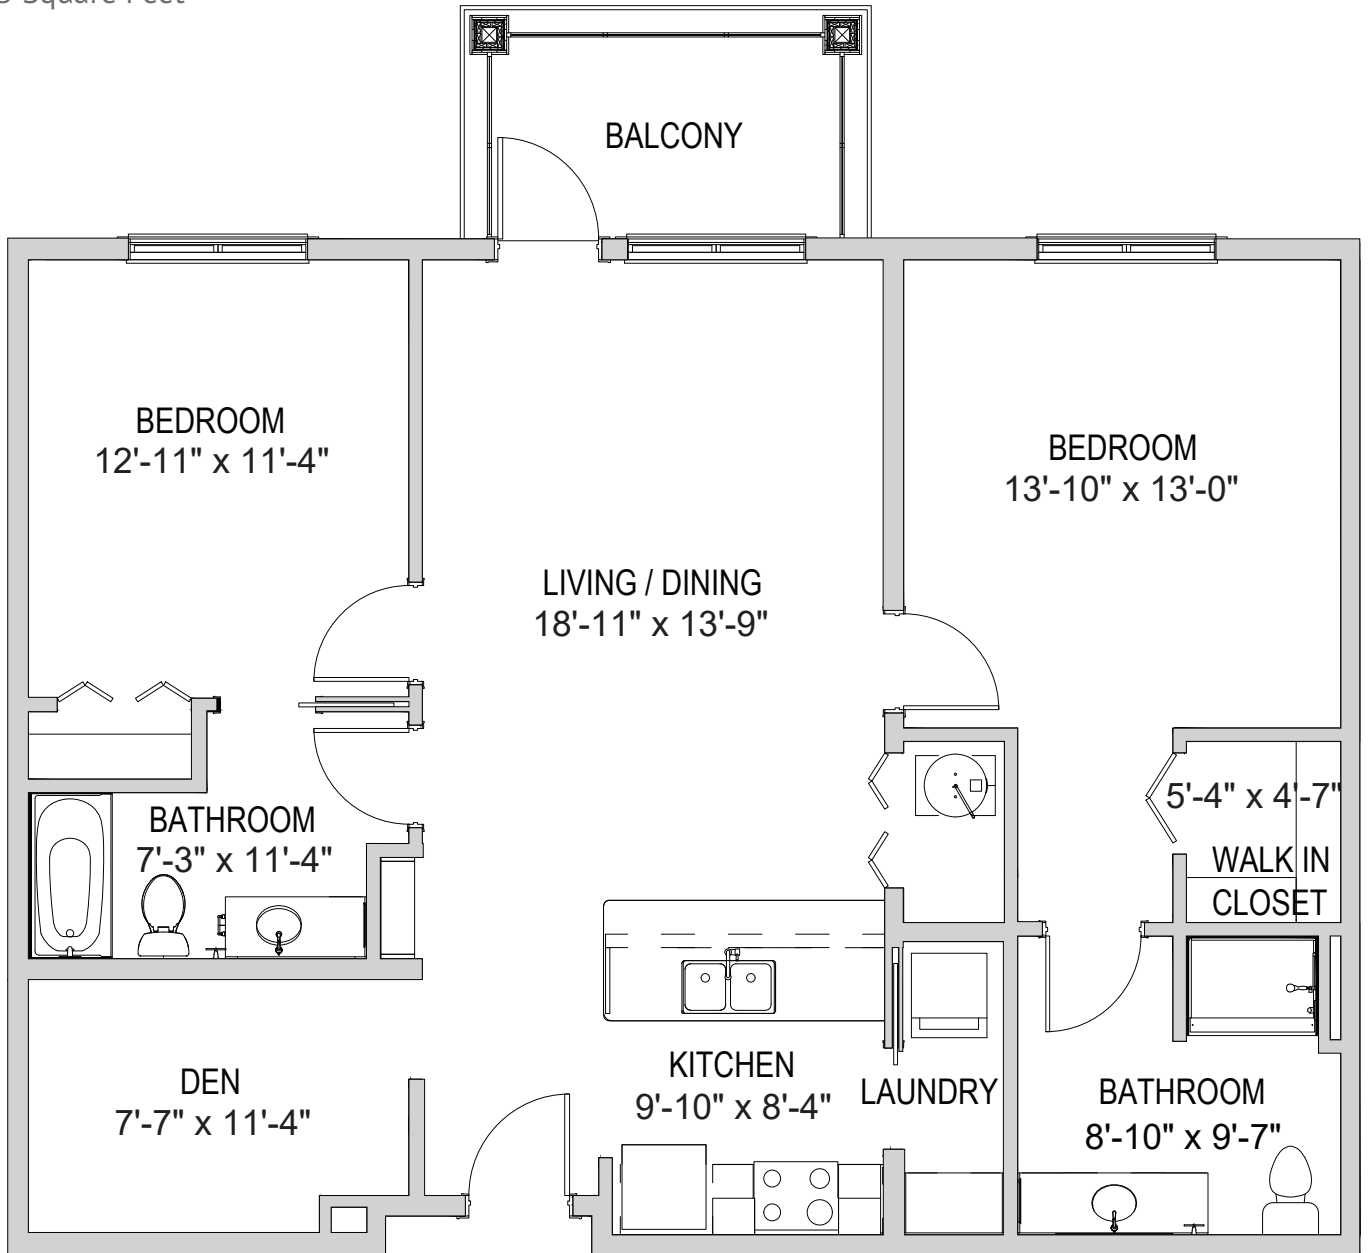 Square Feet
BALCONY
BEDROOM
12'-11" x 11'-4"
BEDROOM
13'-10" x 13'-0"
LIVING / DINING
18'-11" x 13'-9"
BATHROOM
7'-3" x 11'-4"
5'-4" x 4'-7"
WALK IN
CLOSET
DEN
7'-7" x 11'-4"
KITCHEN
9'-10" x 8'-4"
LAUNDRY
BATHROOM
8'-10" x 9'-7"